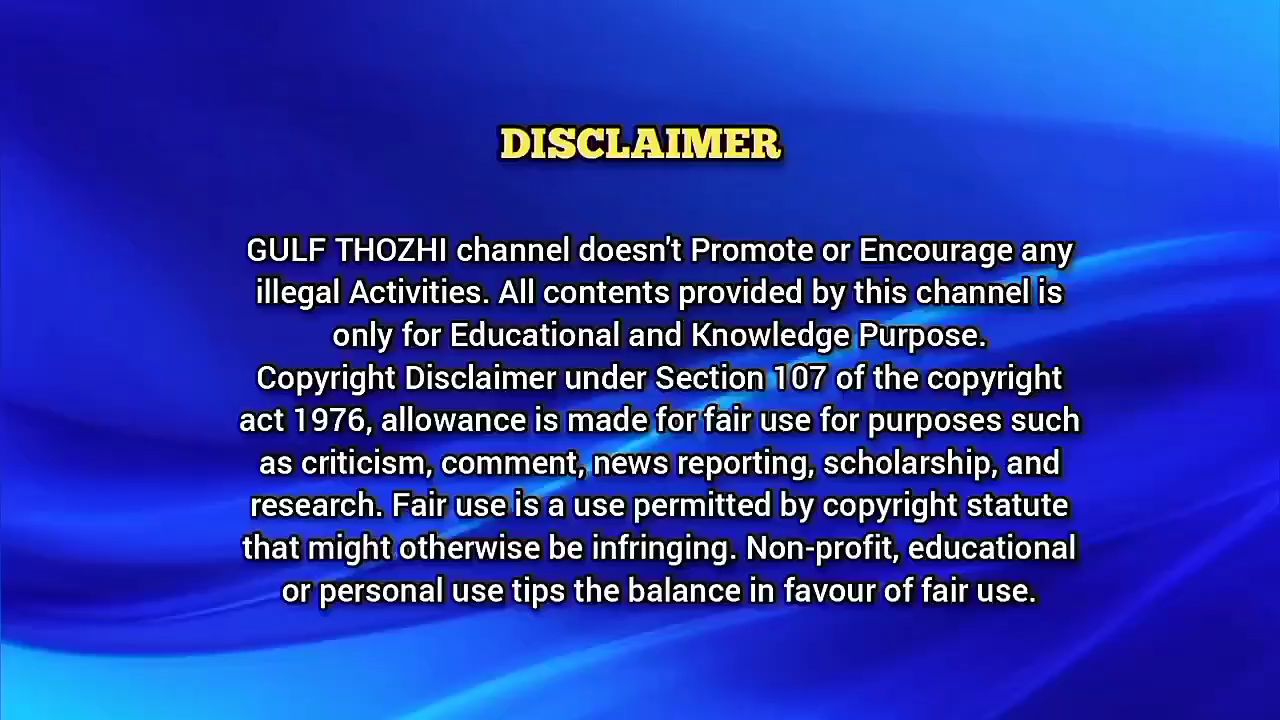 DISCLAIMER
GULF THOZHI channel doesn't Promote or Encourage any
illegal Activities. All contents provided by this channel is
only for Educational and Knowledge Purpose.
Copyright Disclaimer under Section 107 of the copyright
act 1976, allowance is made for fair use for purposes such
as criticism, comment, news reporting, scholarship, and
research. Fair use is a use permitted by copyright statute
that might otherwise be infringing. Non-profit, educational
or personal use tips the balance in favour of fair use.